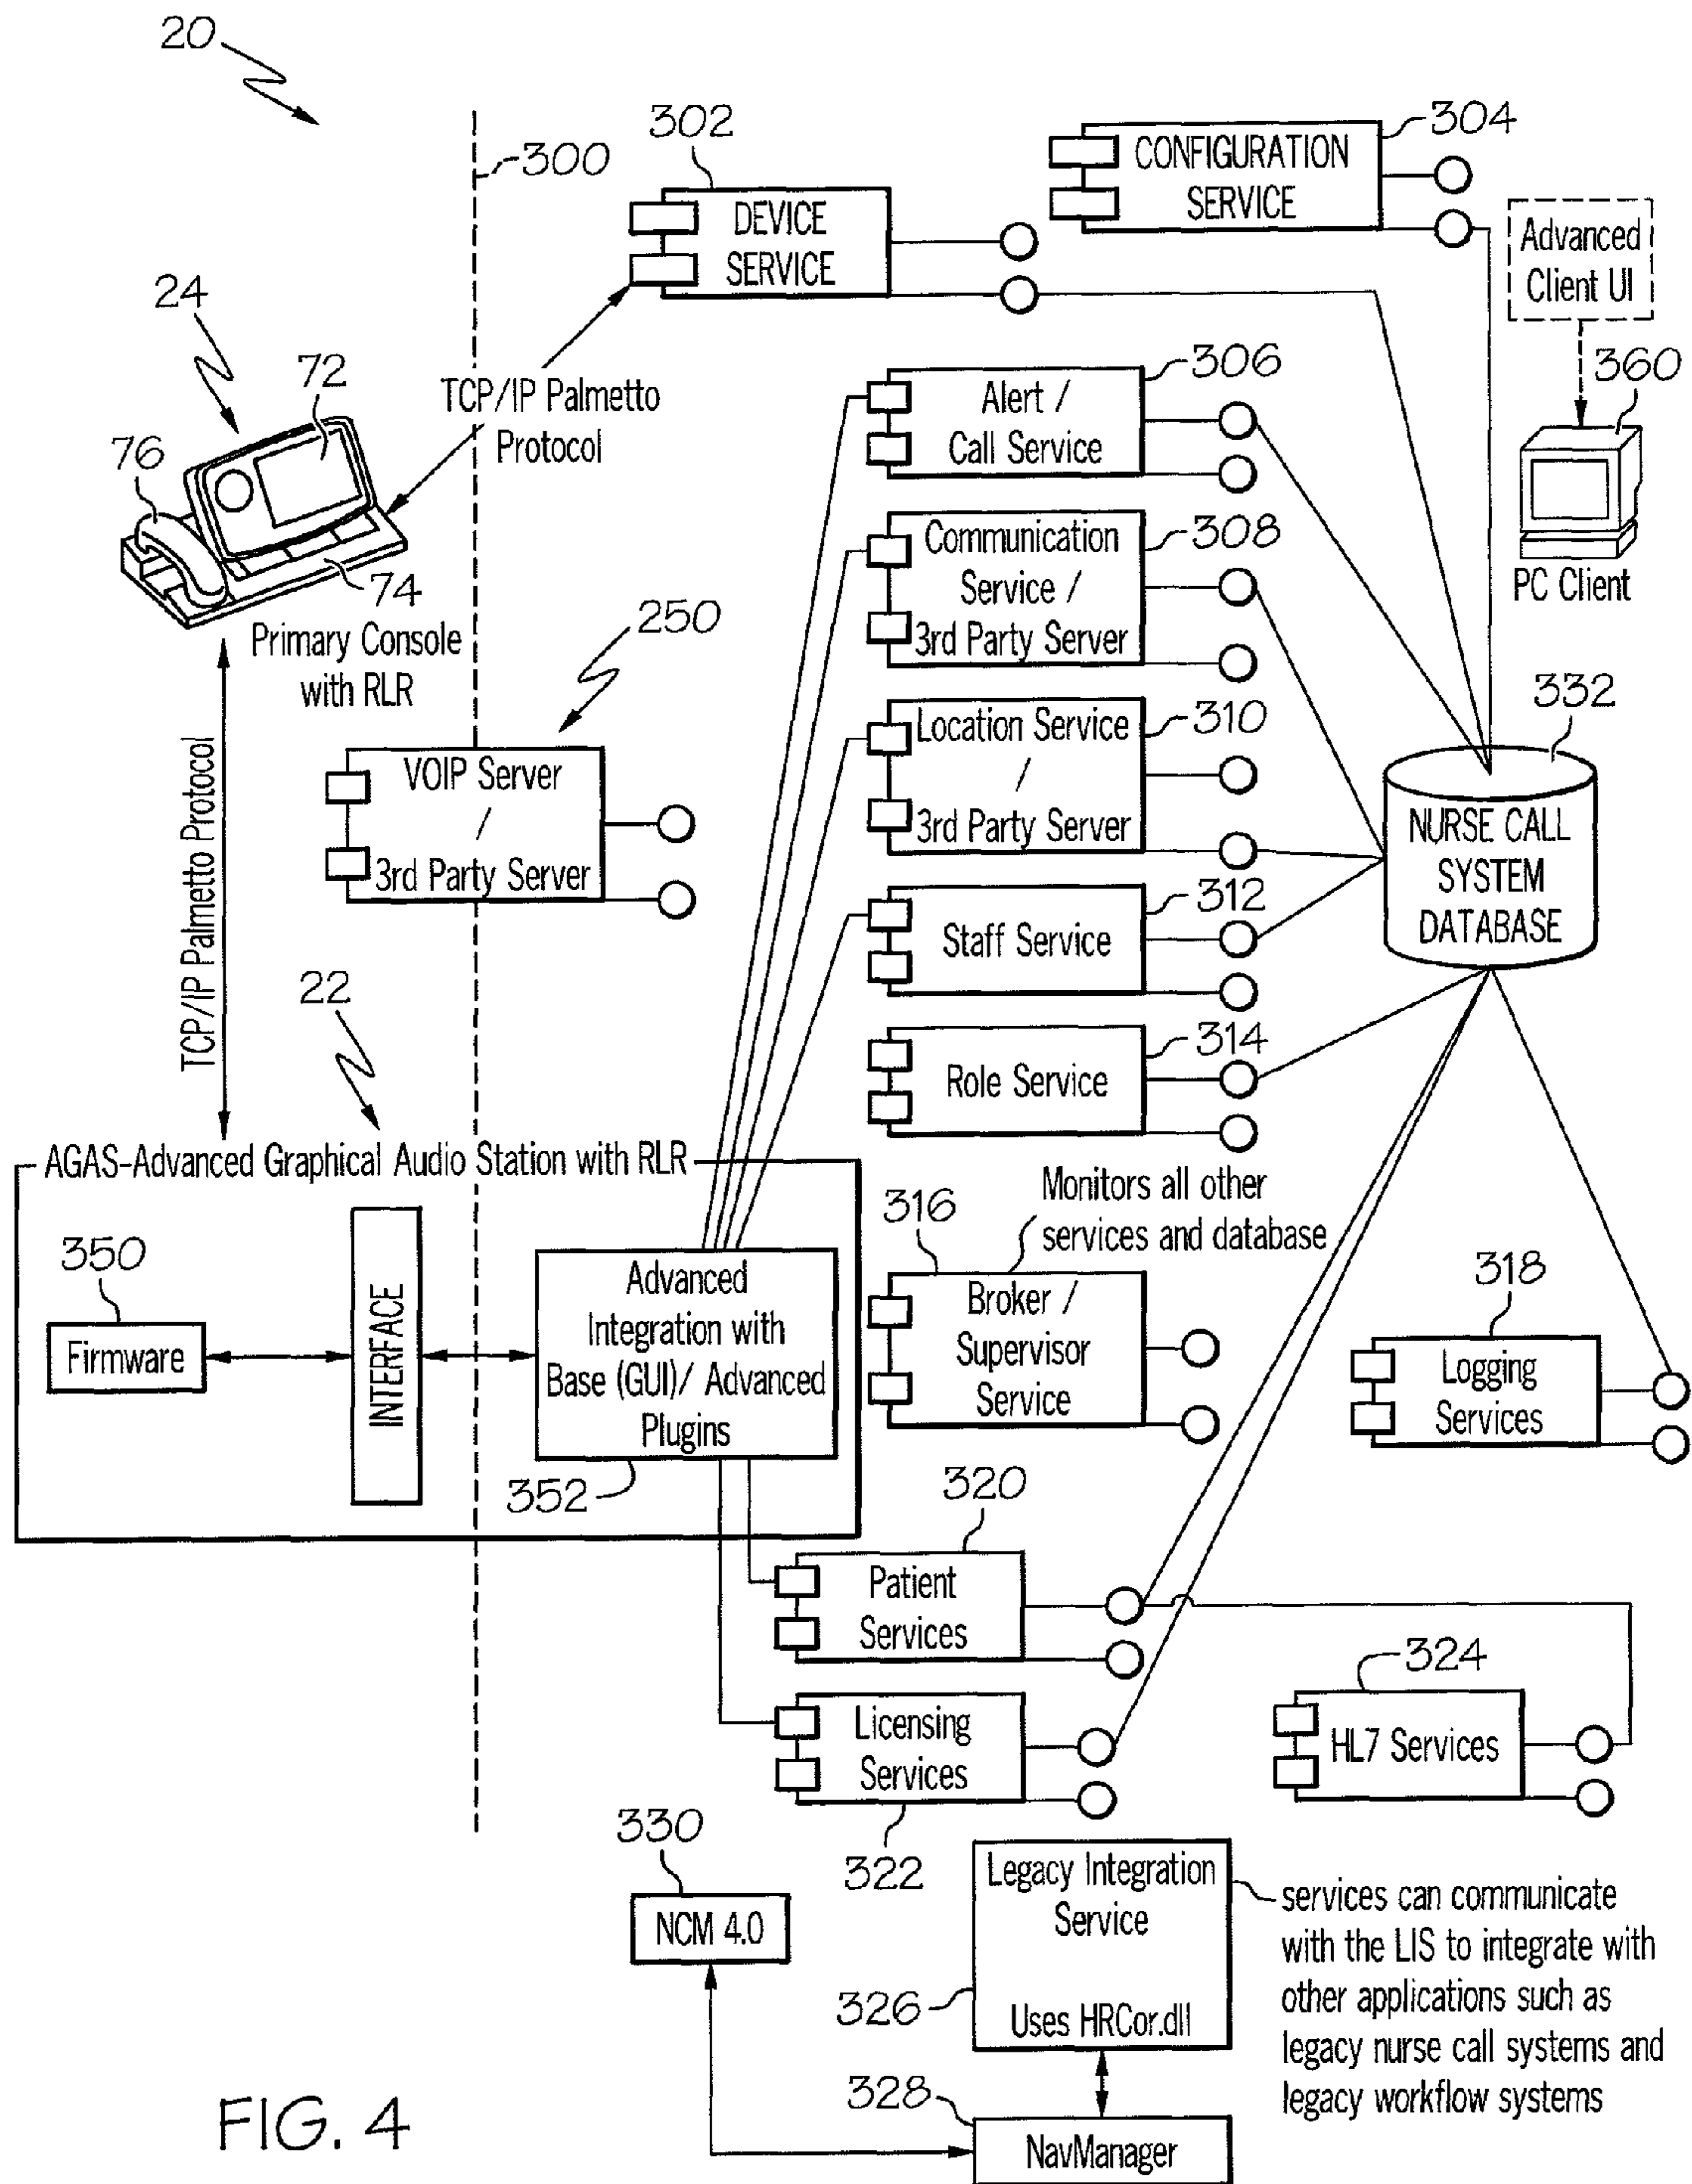 20
300
302
DEVICE
SERVICE
304
CONFIGURATION
SERVICE
Advanced
Client UI
360
PC Client
24
72
76
74
TCP/IP Palmetto
Protocol
Primary Console
with RLR
TCP/IP Palmetto Protocol
250
VOIP Server
/
3rd Party Server
306
Alert /
Call Service
308
Communication
Service /
3rd Party Server
310
Location Service
/
3rd Party Server
312
Staff Service
314
Role Service
332
NURSE CALL
SYSTEM
DATABASE
22
AGAS-Advanced Graphical Audio Station with RLR
350
Firmware
INTERFACE
Advanced
Integration with
Base (GUI)/ Advanced
Plugins
352
316
Monitors all other
services and database
Broker /
Supervisor
Service
318
Logging
Services
320
Patient
Services
Licensing
Services
322
324
HL7 Services
330
NCM 4.0
Legacy Integration
Service
326
Uses HRCor.dll
services can communicate
with the LIS to integrate with
other applications such as
legacy nurse call systems and
legacy workflow systems
328
NavManager
FIG. 4